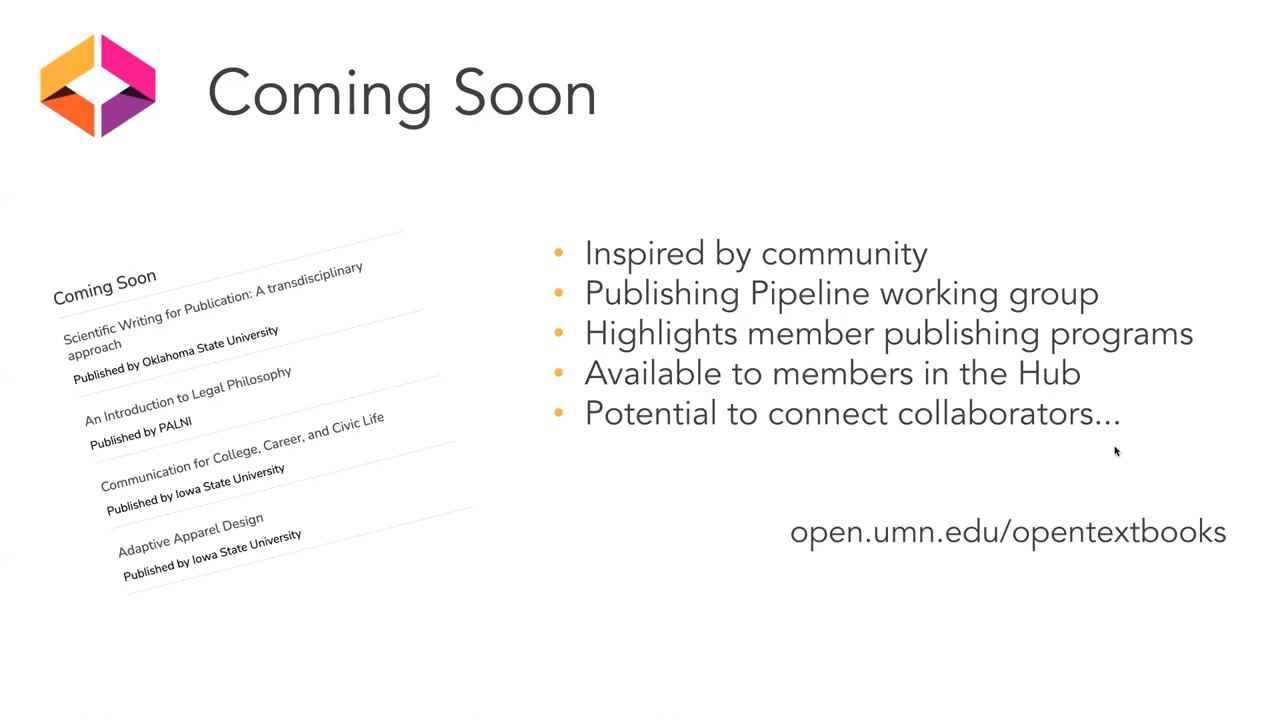 Coming Soon
Coming Soon
Scientific Writing for Publication: A transdisciplinary
approach
Published by Oklahoma State University
An Introduction to Legal Philosophy
Published by PALNI
Communication for College, Career, and Civic Life
Published by Iowa State University
Adaptive Apparel Design
Published by Iowa State University
• Inspired by community
• Publishing Pipeline working group
• Highlights member publishing programs
• Available to members in the Hub
• Potential to connect collaborators...
open.umn.edu/opentextbooks